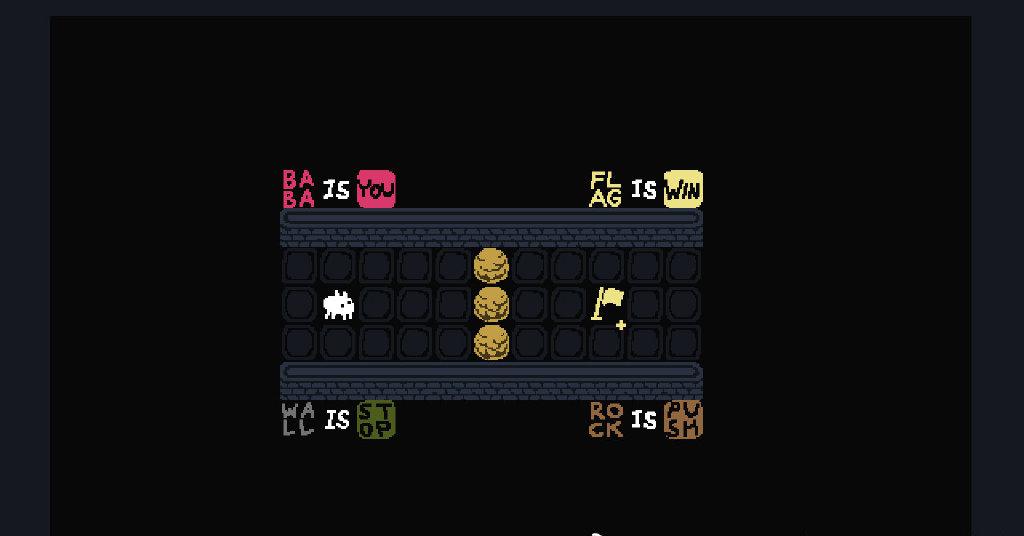 BABA IS YOU
FLAG IS WIN
WALL IS STOP
ROCK IS PUSH